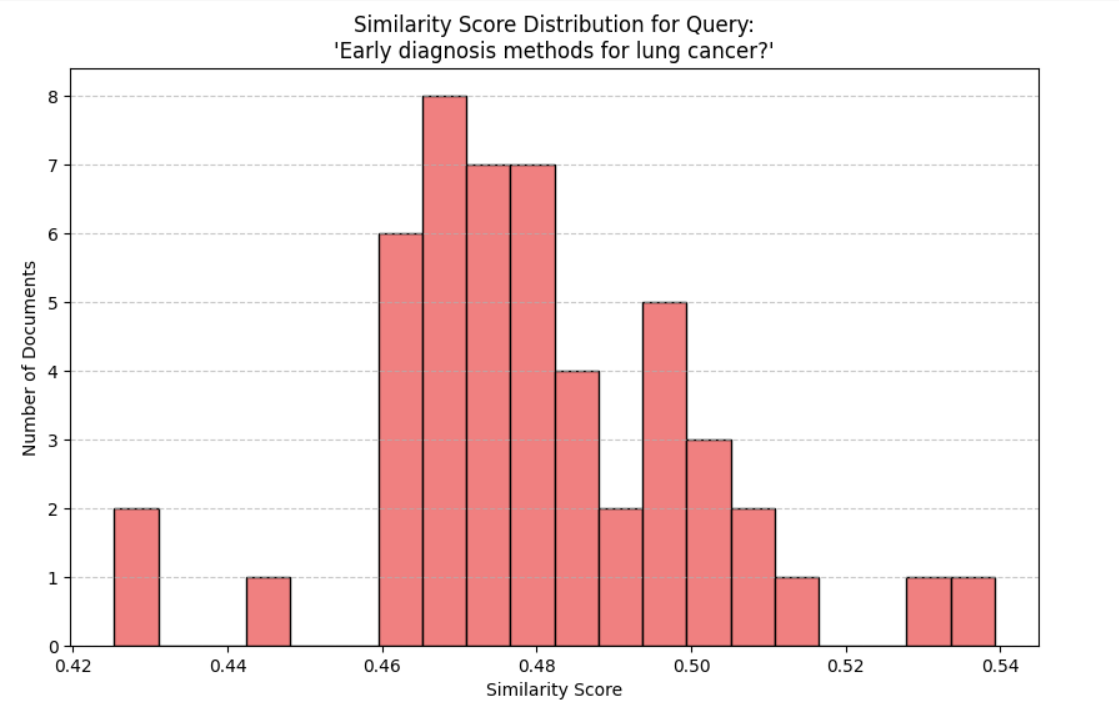 Similarity Score Distribution for Query:
'Early diagnosis methods for lung cancer?'
Number of Documents
8
7
6
5
4
3
2
1
0
0.42 0.44 0.46 0.48 0.50 0.52 0.54
Similarity Score